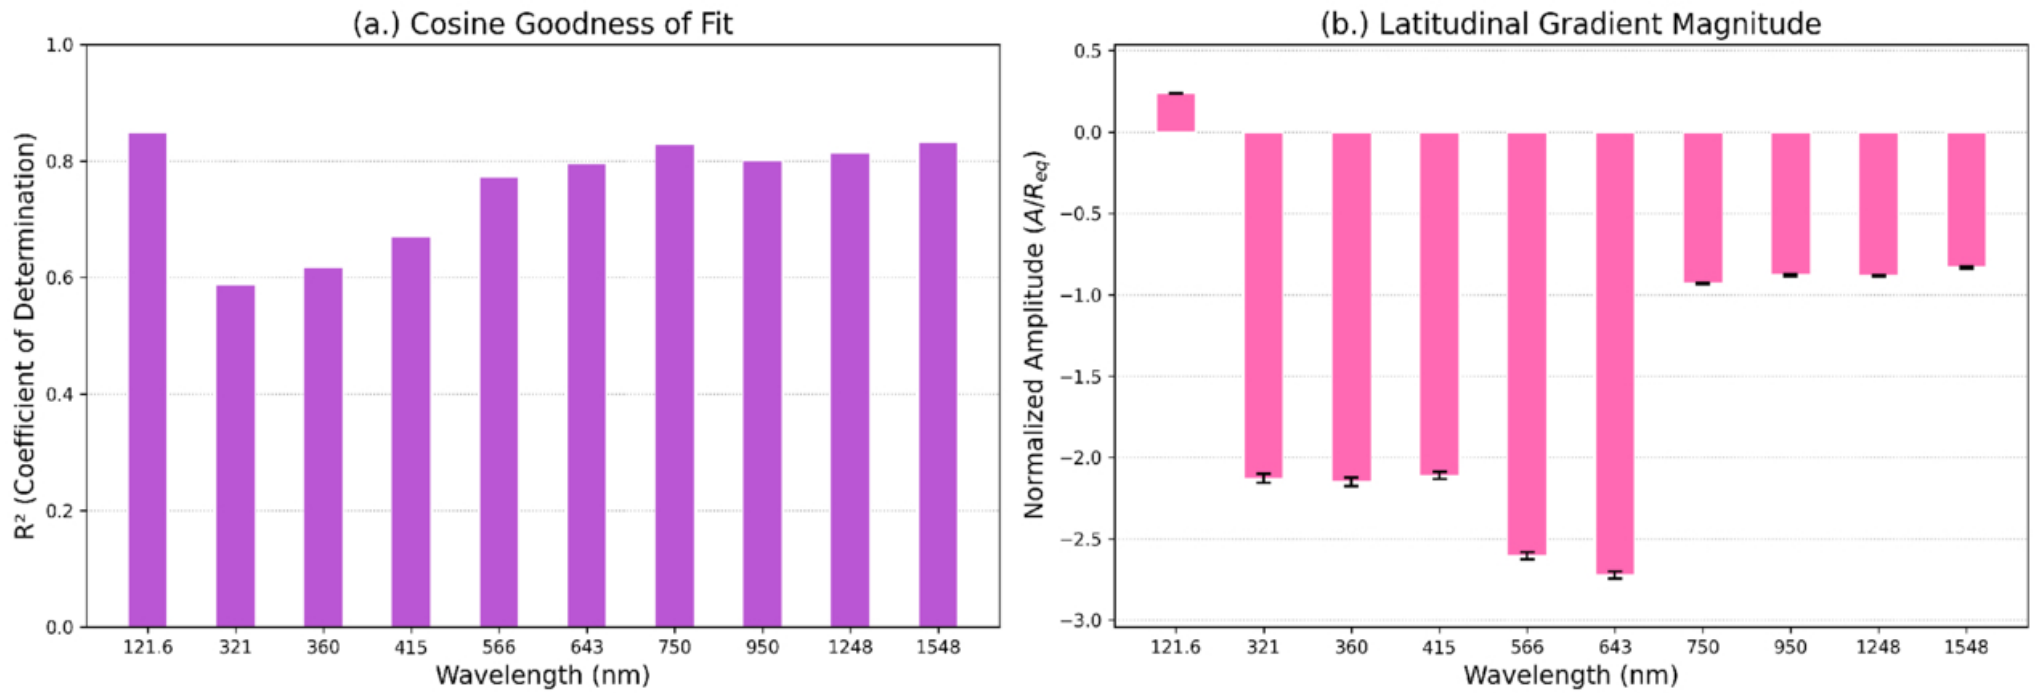 (a.) Cosine Goodness of Fit
R² (Coefficient of Determination)
1.0
0.8
0.6
0.4
0.2
0.0
121.6 321 360 415 566 643 750 950 1248 1548
Wavelength (nm)
(b.) Latitudinal Gradient Magnitude
Normalized Amplitude (A/R_eq)
0.5
0.0
−0.5
−1.0
−1.5
−2.0
−2.5
−3.0
121.6 321 360 415 566 643 750 950 1248 1548
Wavelength (nm)